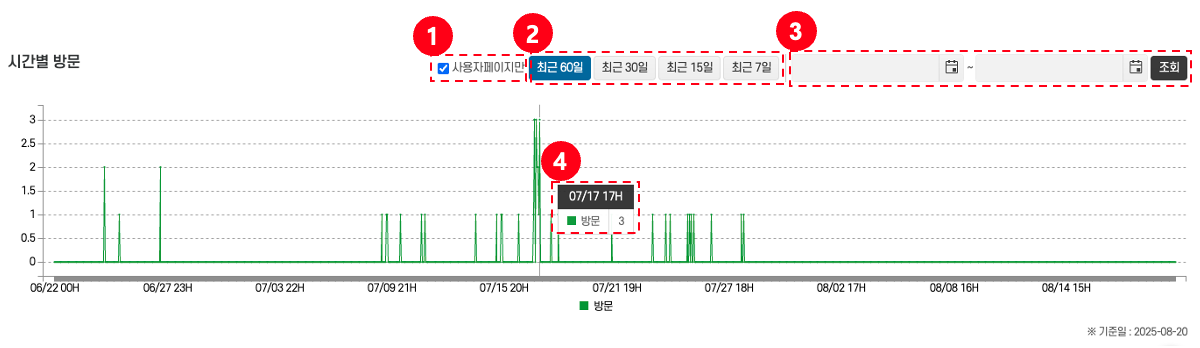 1
2
3
시간별 방문
사용자페이지만
최근 60일
최근 30일
최근 15일
최근 7일
~
조회
3
2.5
2
1.5
1
0.5
0
4
07/17 17H
방문 3
06/22 00H 06/27 23H 07/03 22H 07/09 21H 07/15 20H 07/21 19H 07/27 18H 08/02 17H 08/08 16H 08/14 15H
방문
※ 기준일 : 2025-08-20